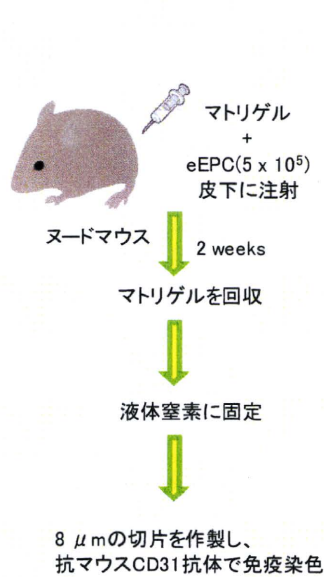 マトリゲル
+
eEPC(5 x 10⁵)
皮下に注射
ヌードマウス
2 weeks
マトリゲルを回収
液体窒素に固定
8 μmの切片を作製し、
抗マウスCD31抗体で免疫染色